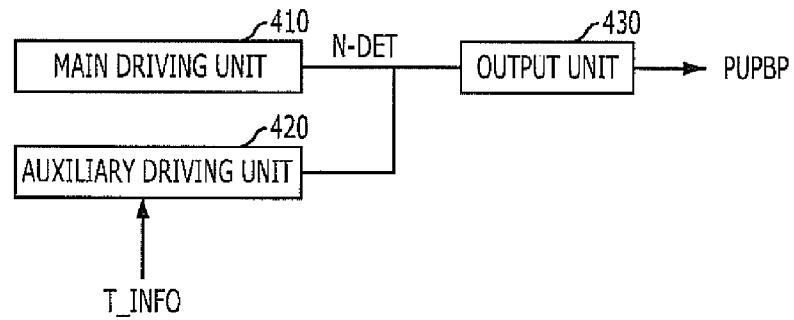 410
MAIN DRIVING UNIT
N-DET
430
OUTPUT UNIT
PUPBP
420
AUXILIARY DRIVING UNIT
T_INFO